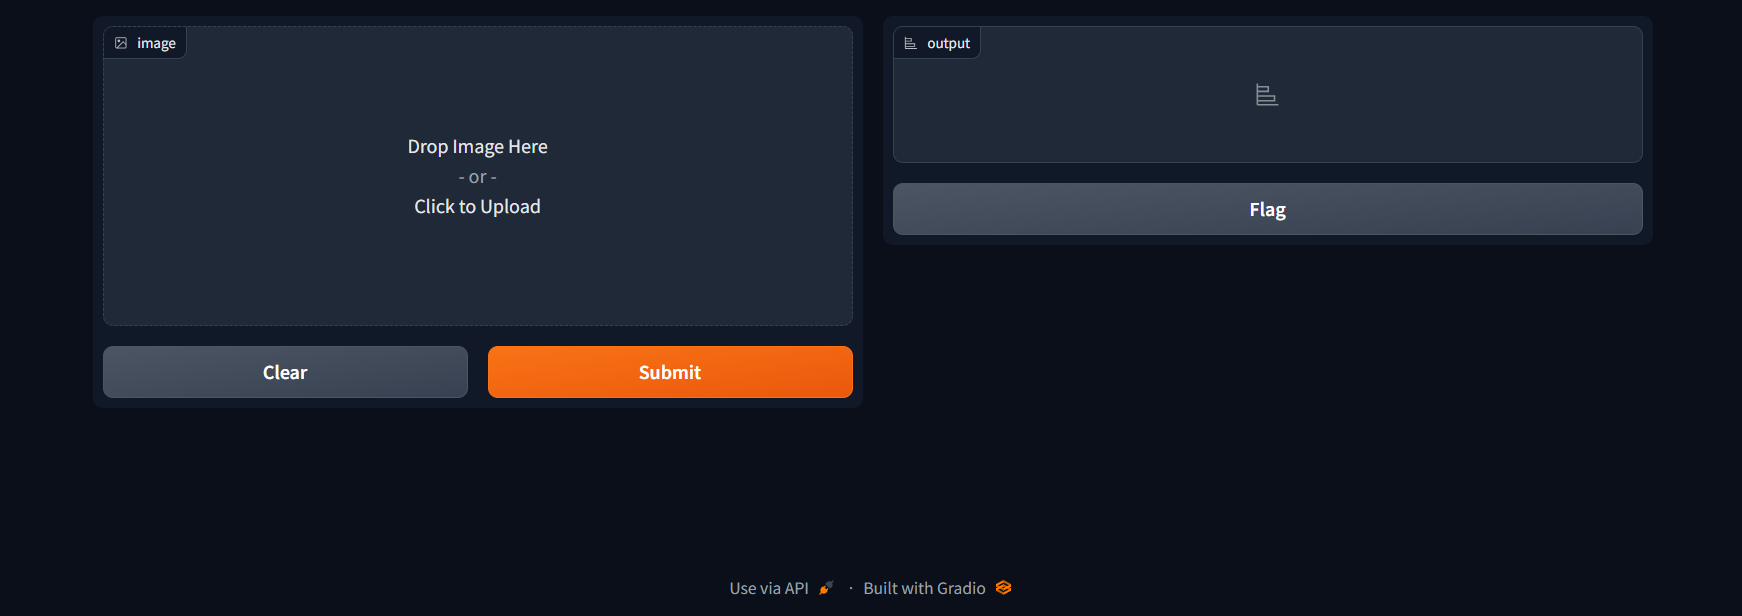 image
Drop Image Here
- or -
Click to Upload
Clear
Submit
output
Flag
Use via API · Built with Gradio